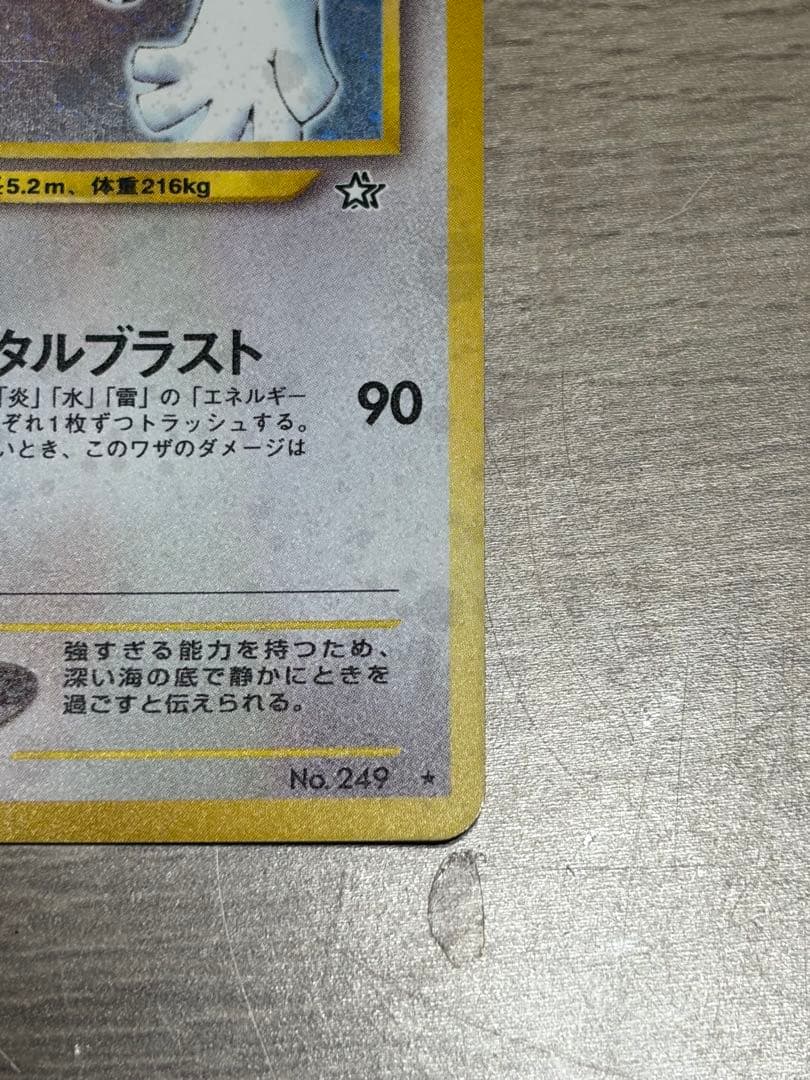 5.2m、体重216kg
タルブラスト
「炎」「水」「雷」の「エネルギー
90
ぞれ1枚ずつトラッシュする。
いとき、このワザのダメージは
強すぎる能力を持つため、
深い海の底で静かにときを
過ごすと伝えられる。
No. 249 ★